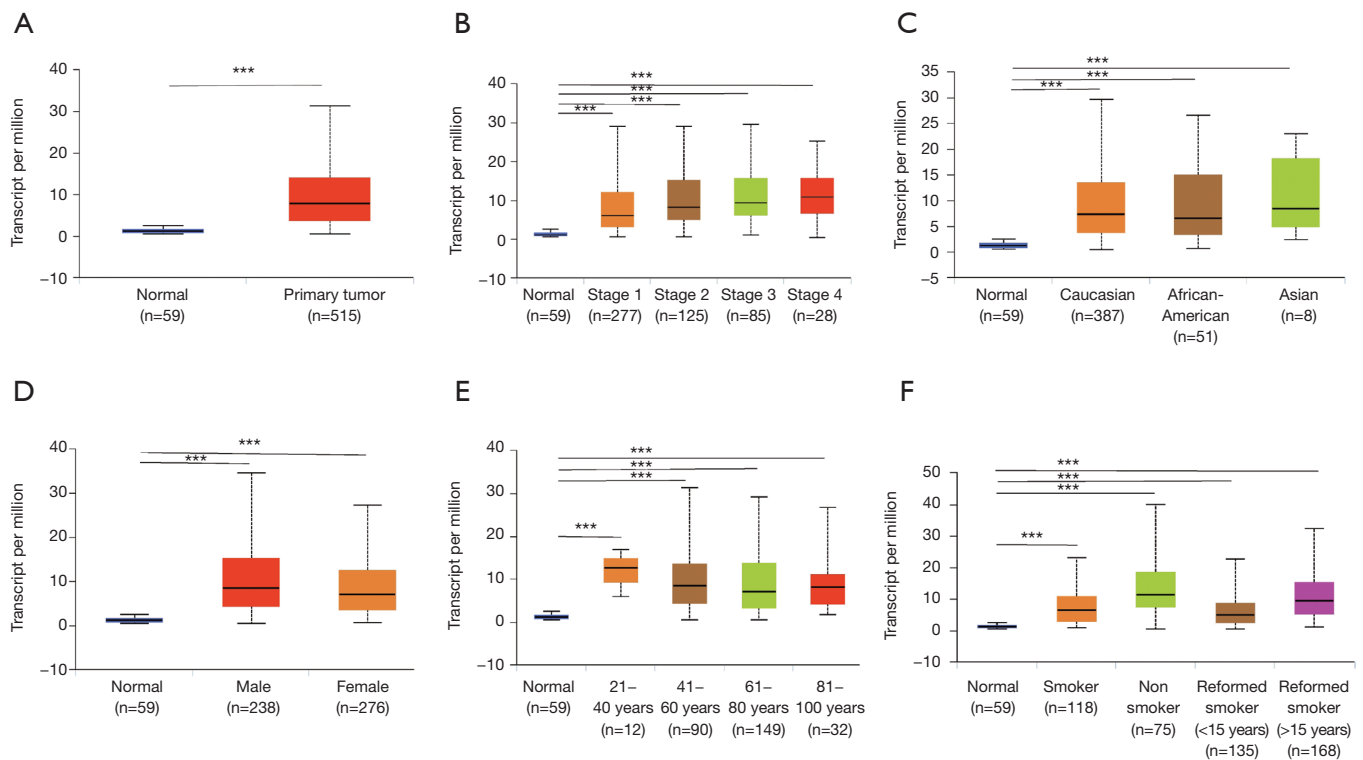 A
Transcript per million
40
30
20
10
0
−10
***
Normal
(n=59)
Primary tumor
(n=515)
B
Transcript per million
40
30
20
10
0
−10
***
***
***
***
Normal
(n=59)
Stage 1
(n=277)
Stage 2
(n=125)
Stage 3
(n=85)
Stage 4
(n=28)
C
Transcript per million
35
30
25
20
15
10
5
0
−5
***
***
***
Normal
(n=59)
Caucasian
(n=387)
African-
American
(n=51)
Asian
(n=8)
D
Transcript per million
40
30
20
10
0
−10
***
***
Normal
(n=59)
Male
(n=238)
Female
(n=276)
E
Transcript per million
40
30
20
10
0
−10
***
***
***
***
Normal
(n=59)
21−
40 years
(n=12)
41−
60 years
(n=90)
61−
80 years
(n=149)
81−
100 years
(n=32)
F
Transcript per million
50
40
30
20
10
0
−10
***
***
***
***
Normal
(n=59)
Smoker
(n=118)
Non
smoker
(n=75)
Reformed
smoker
(<15 years)
(n=135)
Reformed
smoker
(>15 years)
(n=168)